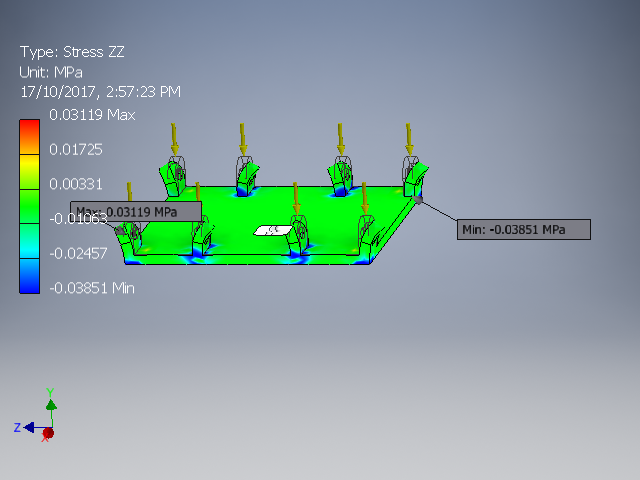 Type: Stress ZZ
Unit: MPa
17/10/2017, 2:57:23 PM
0.03119 Max
0.01725
0.00331
Max: 0.03119 MPa
-0.01063
Min: -0.03851 MPa
-0.02457
-0.03851 Min
Y
Z
X